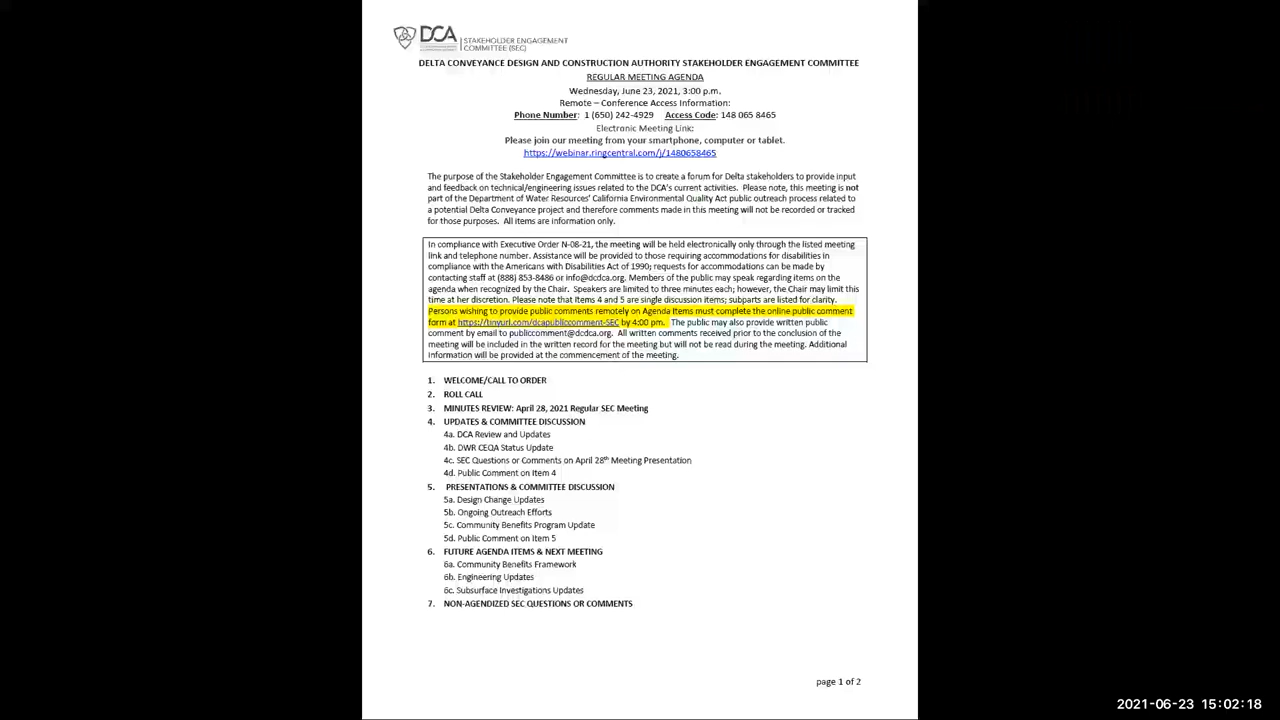 DCA STAKEHOLDER ENGAGEMENT
COMMITTEE (SEC)
DELTA CONVEYANCE DESIGN AND CONSTRUCTION AUTHORITY STAKEHOLDER ENGAGEMENT COMMITTEE
REGULAR MEETING AGENDA
Wednesday, June 23, 2021, 3:00 p.m.
Remote – Conference Access Information:
Phone Number: 1 (650) 242-4929 Access Code: 148 065 8465
Electronic Meeting Link:
Please join our meeting from your smartphone, computer or tablet.
https://webinar.ringcentral.com/j/1480658465
The purpose of the Stakeholder Engagement Committee is to create a forum for Delta stakeholders to provide input
and feedback on technical/engineering issues related to the DCA's current activities. Please note, this meeting is not
part of the Department of Water Resources' California Environmental Quality Act public outreach process related to
a potential Delta Conveyance project and therefore comments made in this meeting will not be recorded or tracked
for those purposes. All items are information only.
In compliance with Executive Order N-08-21, the meeting will be held electronically only through the listed meeting
link and telephone number. Assistance will be provided to those requiring accommodations for disabilities in
compliance with the Americans with Disabilities Act of 1990; requests for accommodations can be made by
contacting staff at (888) 853-8486 or info@dcdca.org. Members of the public may speak regarding items on the
agenda when recognized by the Chair. Speakers are limited to three minutes each; however, the Chair may limit this
time at her discretion. Please note that Items 4 and 5 are single discussion items; subparts are listed for clarity.
Persons wishing to provide public comments remotely on Agenda Items must complete the online public comment
form at https://tinyurl.com/dcapubliccomment-SEC by 4:00 pm. The public may also provide written public
comment by email to publiccomment@dcdca.org. All written comments received prior to the conclusion of the
meeting will be included in the written record for the meeting but will not be read during the meeting. Additional
information will be provided at the commencement of the meeting.
1. WELCOME/CALL TO ORDER
2. ROLL CALL
3. MINUTES REVIEW: April 28, 2021 Regular SEC Meeting
4. UPDATES & COMMITTEE DISCUSSION
4a. DCA Review and Updates
4b. DWR CEQA Status Update
4c. SEC Questions or Comments on April 28th Meeting Presentation
4d. Public Comment on Item 4
5. PRESENTATIONS & COMMITTEE DISCUSSION
5a. Design Change Updates
5b. Ongoing Outreach Efforts
5c. Community Benefits Program Update
5d. Public Comment on Item 5
6. FUTURE AGENDA ITEMS & NEXT MEETING
6a. Community Benefits Framework
6b. Engineering Updates
6c. Subsurface Investigations Updates
7. NON-AGENDIZED SEC QUESTIONS OR COMMENTS
page 1 of 2
2021-06-23 15:02:18